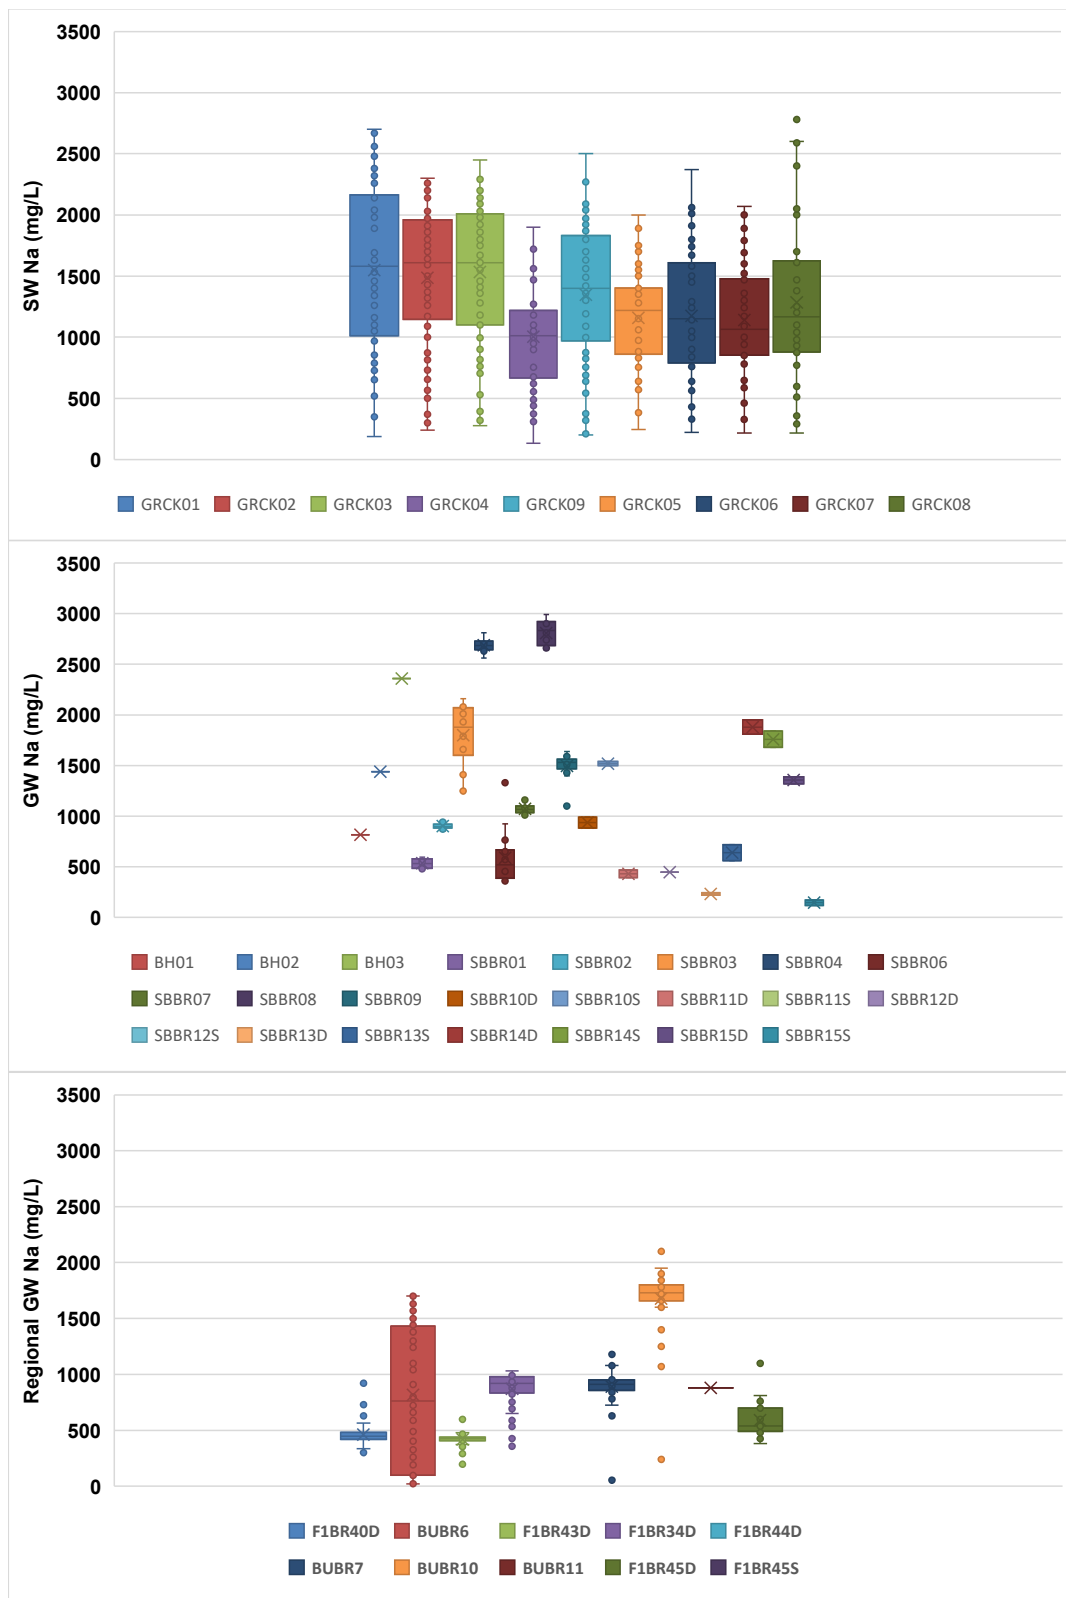 SW Na (mg/L)
3500
3000
2500
2000
1500
1000
500
0
GRCK01 GRCK02 GRCK03 GRCK04 GRCK09 GRCK05 GRCK06 GRCK07 GRCK08
GW Na (mg/L)
3500
3000
2500
2000
1500
1000
500
0
BH01 BH02 BH03 SBBR01 SBBR02 SBBR03 SBBR04 SBBR06
SBBR07 SBBR08 SBBR09 SBBR10D SBBR10S SBBR11D SBBR11S SBBR12D
SBBR12S SBBR13D SBBR13S SBBR14D SBBR14S SBBR15D SBBR15S
Regional GW Na (mg/L)
3500
3000
2500
2000
1500
1000
500
0
F1BR40D BUBR6 F1BR43D F1BR34D F1BR44D
BUBR7 BUBR10 BUBR11 F1BR45D F1BR45S